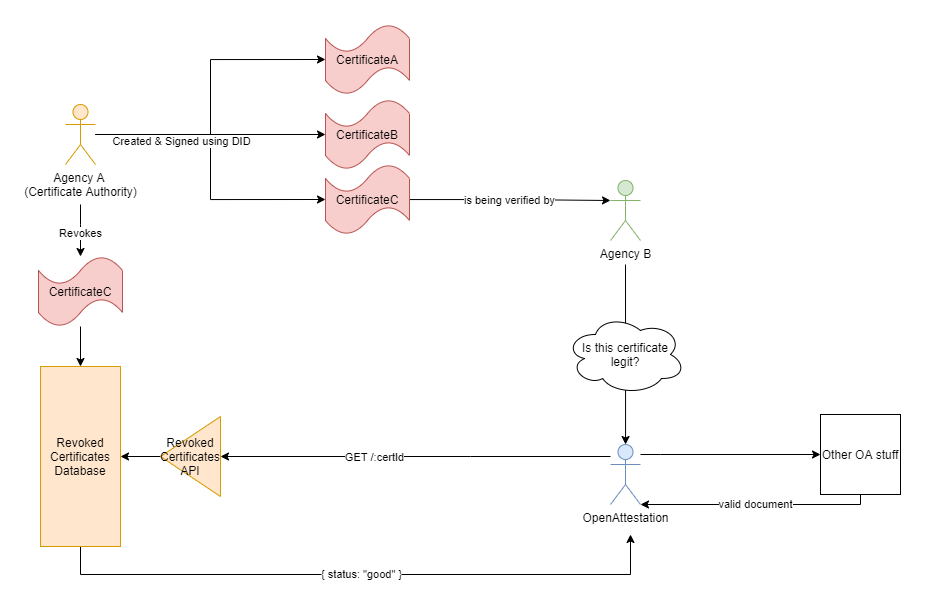 CertificateA
Created & Signed using DID
CertificateB
Agency A
(Certificate Authority)
CertificateC
is being verified by
Revokes
Agency B
CertificateC
Is this certificate
legit?
Revoked
Certificates
Database
Revoked
Certificates
API
GET /:certId
Other OA stuff
valid document
OpenAttestation
{ status: "good" }